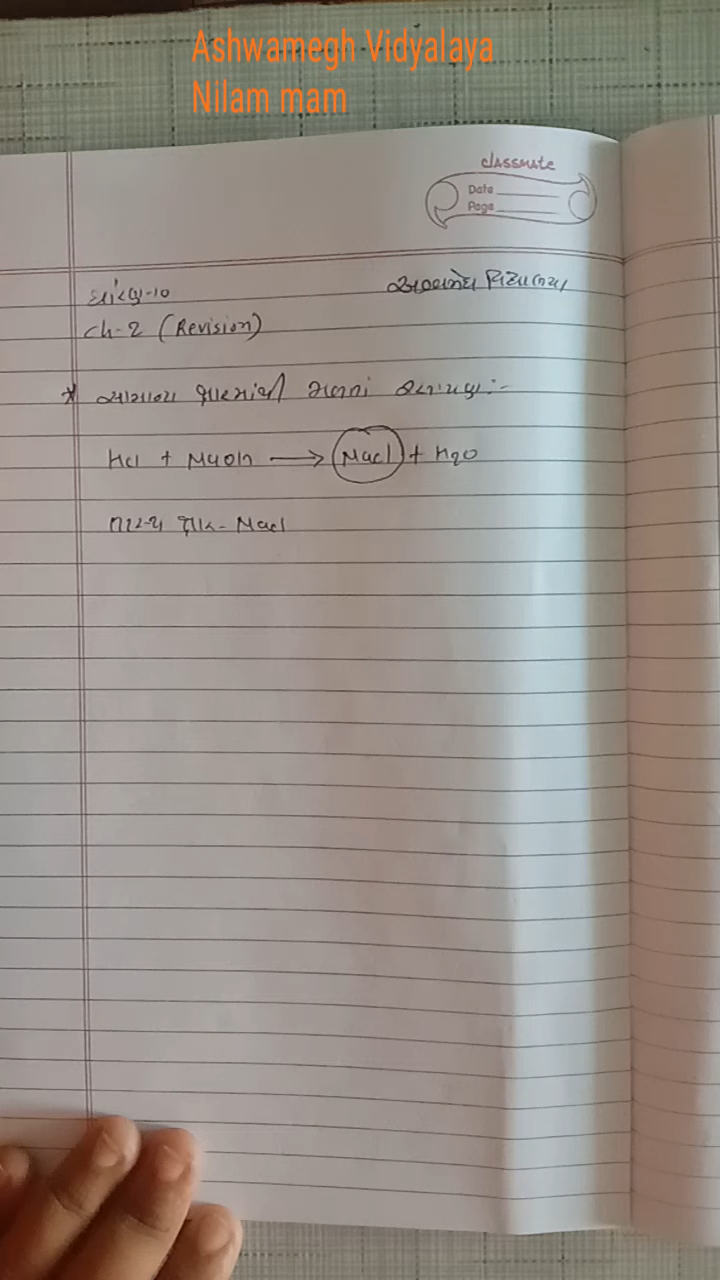 Ashwamegh Vidyalaya
Nilam mam
classmate
Date
Page
ધોરણ-10
અશ્વમેઘ વિદ્યાલય
Ch-2 (Revision)
* સામાન્ય ક્ષારમાંથી મળતાં રસાયણ :-
HCl + NaOH ⟶ NaCl + H2O
તટસ્થ ક્ષાર - NaCl